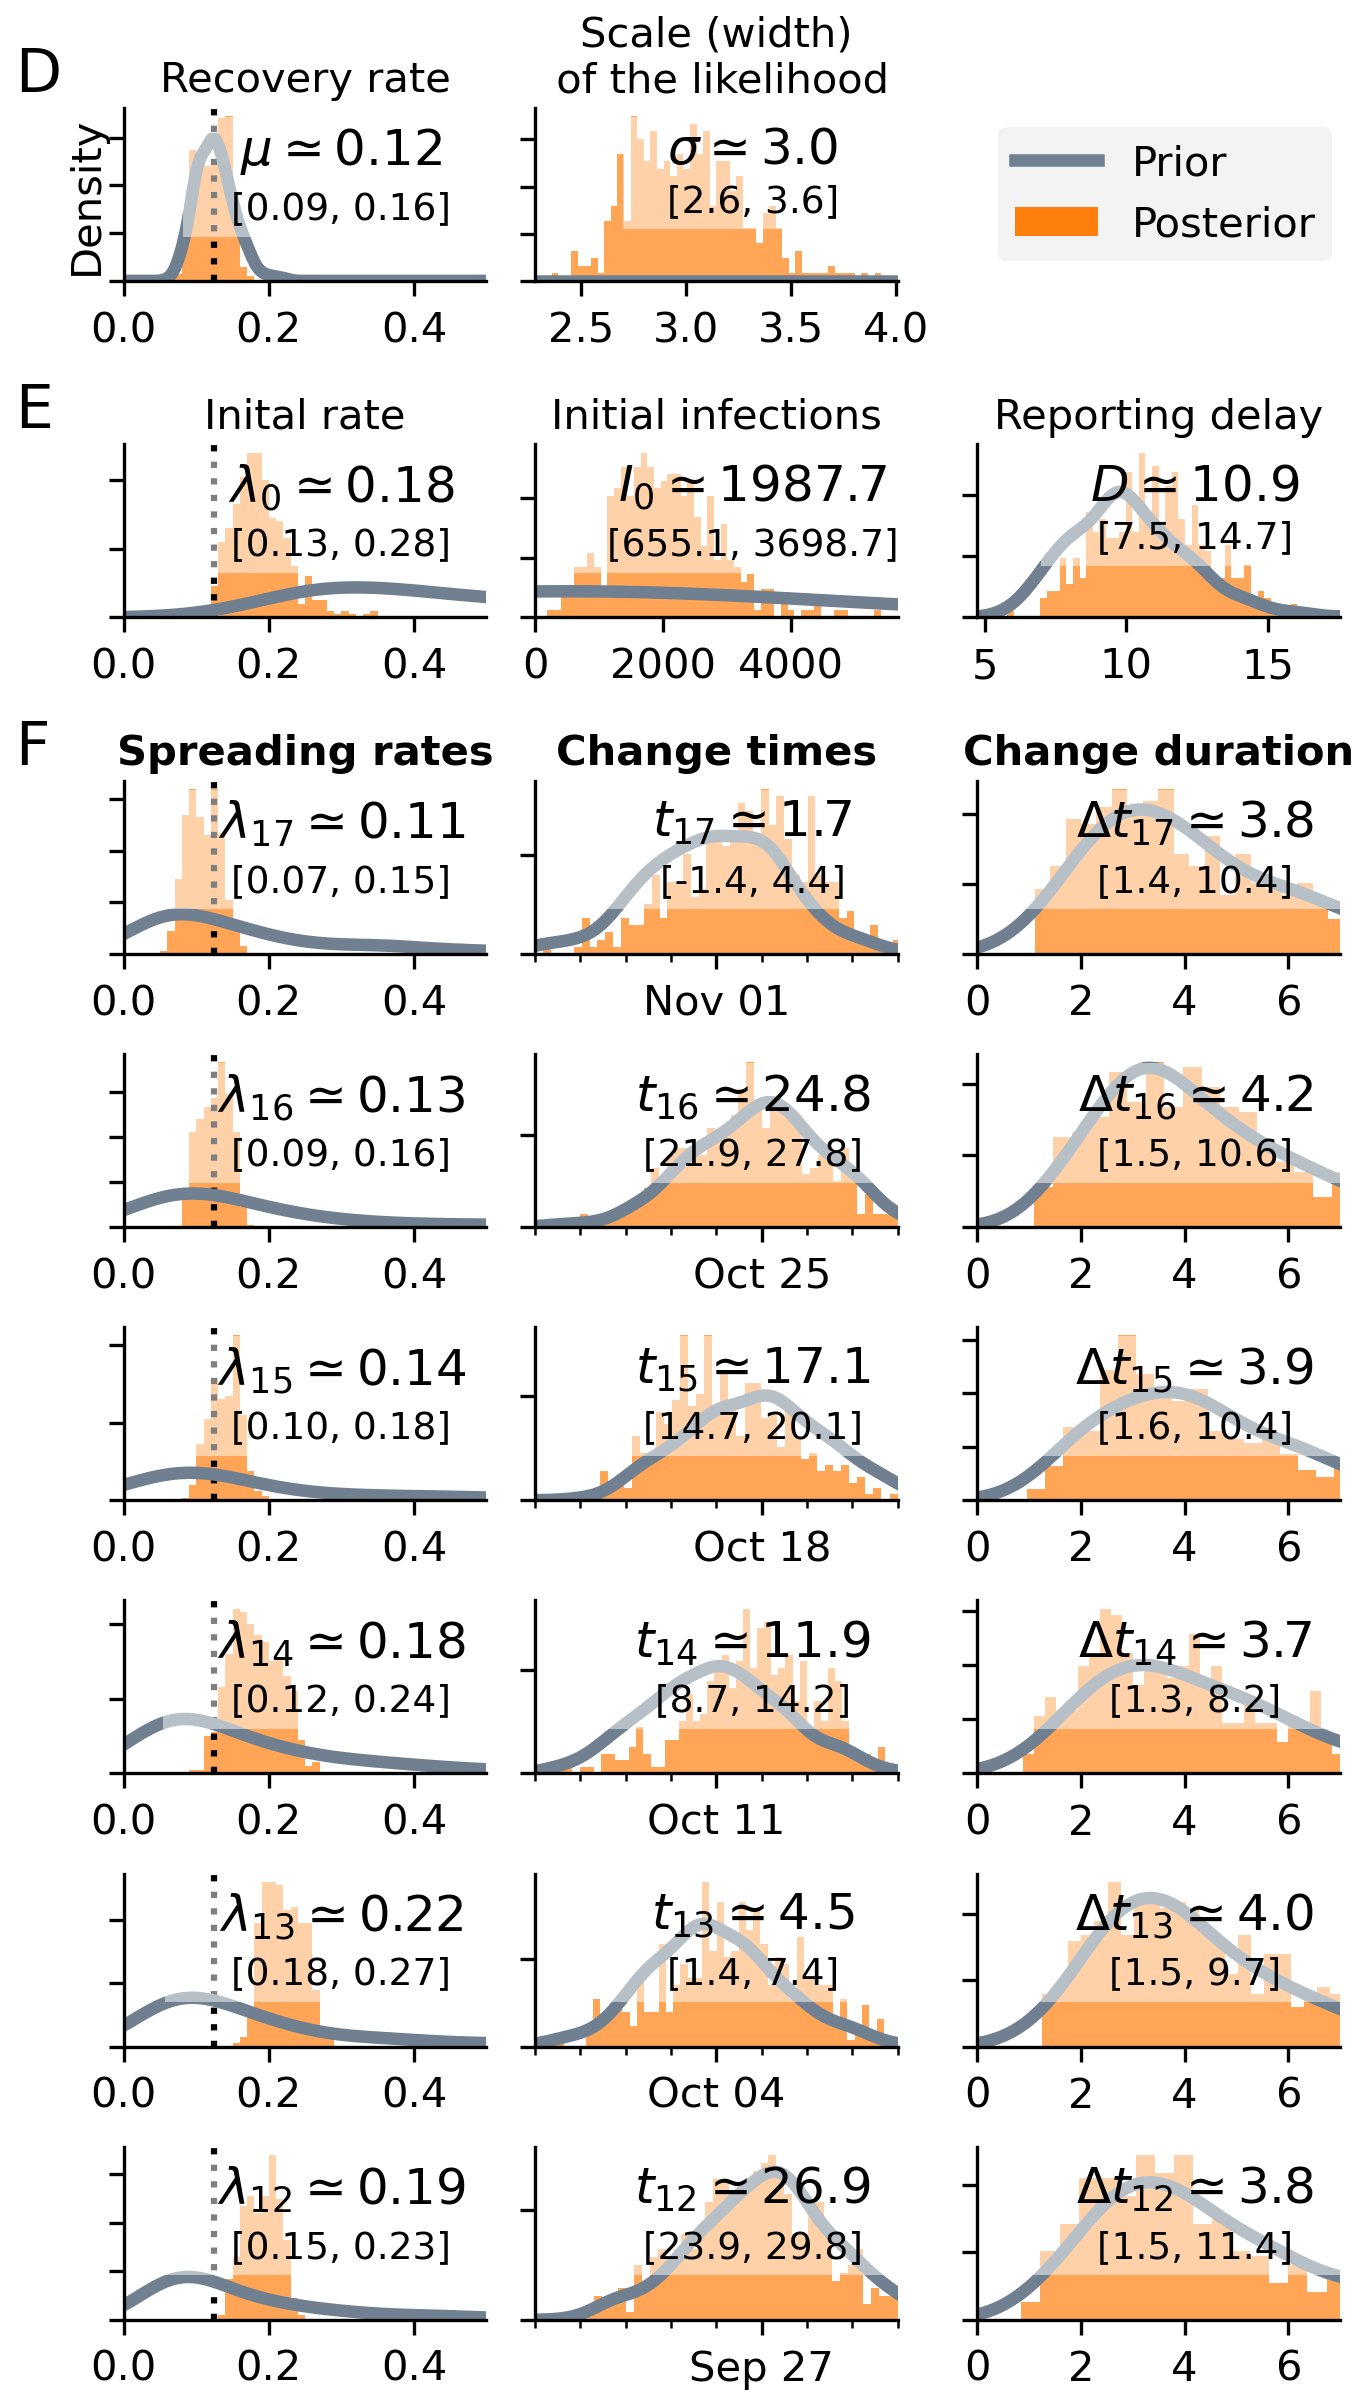 D
Scale (width)
Recovery rate
of the likelihood
Density
μ ≃ 0.12
[0.09, 0.16]
σ ≃ 3.0
[2.6, 3.6]
Prior
Posterior
0.0 0.2 0.4
2.5 3.0 3.5 4.0
E
Inital rate
Initial infections
Reporting delay
λ0 ≃ 0.18
[0.13, 0.28]
I0 ≃ 1987.7
[655.1, 3698.7]
D ≃ 10.9
[7.5, 14.7]
0.0 0.2 0.4
0 2000 4000
5 10 15
F
Spreading rates
Change times
Change duration
λ17 ≃ 0.11
[0.07, 0.15]
t17 ≃ 1.7
[-1.4, 4.4]
Δt17 ≃ 3.8
[1.4, 10.4]
0.0 0.2 0.4
Nov 01
0 2 4 6
λ16 ≃ 0.13
[0.09, 0.16]
t16 ≃ 24.8
[21.9, 27.8]
Δt16 ≃ 4.2
[1.5, 10.6]
0.0 0.2 0.4
Oct 25
0 2 4 6
λ15 ≃ 0.14
[0.10, 0.18]
t15 ≃ 17.1
[14.7, 20.1]
Δt15 ≃ 3.9
[1.6, 10.4]
0.0 0.2 0.4
Oct 18
0 2 4 6
λ14 ≃ 0.18
[0.12, 0.24]
t14 ≃ 11.9
[8.7, 14.2]
Δt14 ≃ 3.7
[1.3, 8.2]
0.0 0.2 0.4
Oct 11
0 2 4 6
λ13 ≃ 0.22
[0.18, 0.27]
t13 ≃ 4.5
[1.4, 7.4]
Δt13 ≃ 4.0
[1.5, 9.7]
0.0 0.2 0.4
Oct 04
0 2 4 6
λ12 ≃ 0.19
[0.15, 0.23]
t12 ≃ 26.9
[23.9, 29.8]
Δt12 ≃ 3.8
[1.5, 11.4]
0.0 0.2 0.4
Sep 27
0 2 4 6